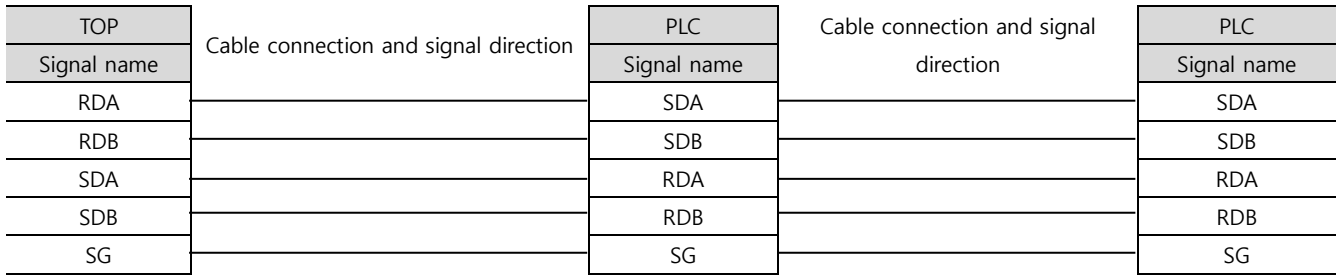 TOP Cable connection and signal direction PLC Cable connection and signal PLC
Signal name Signal name direction Signal name
RDA SDA SDA
RDB SDB SDB
SDA RDA RDA
SDB RDB RDB
SG SG SG